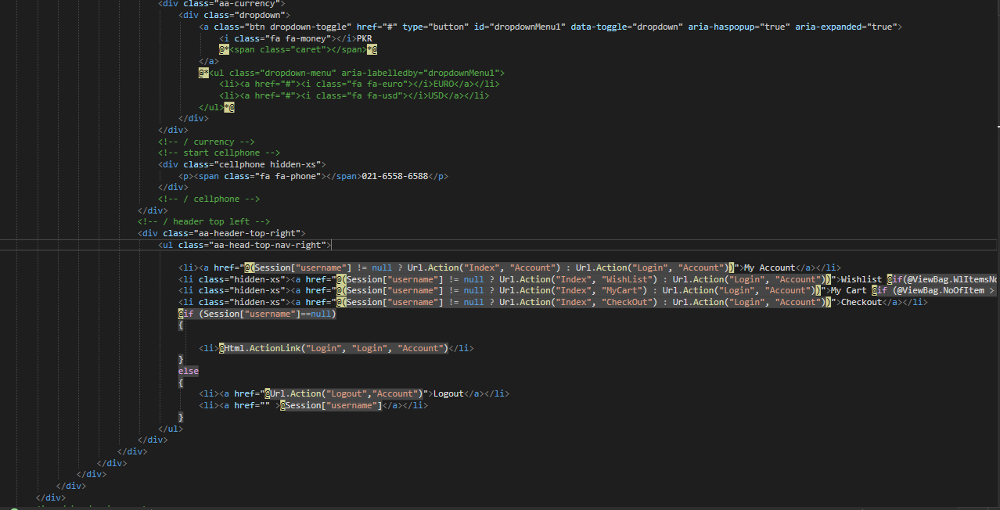 <div class="aa-currency">
<div class="dropdown">
<a class="btn dropdown-toggle" href="#" type="button" id="dropdownMenu1" data-toggle="dropdown" aria-haspopup="true" aria-expanded="true">
<i class="fa fa-money"></i>PKR
@*<span class="caret"></span>*@
</a>
@*<ul class="dropdown-menu" aria-labelledby="dropdownMenu1">
<li><a href="#"><i class="fa fa-euro"></i>EURO</a></li>
<li><a href="#"><i class="fa fa-usd"></i>USD</a></li>
</ul>*@
</div>
</div>
<!-- / currency -->
<!-- start cellphone -->
<div class="cellphone hidden-xs">
<p><span class="fa fa-phone"></span>021-6558-6588</p>
</div>
<!-- / cellphone -->
</div>
<!-- / header top left -->
<div class="aa-header-top-right">
<ul class="aa-head-top-nav-right">
<li><a href="@(Session["username"] != null ? Url.Action("Index", "Account") : Url.Action("Login", "Account"))">My Account</a></li>
<li class="hidden-xs"><a href="@(Session["username"] != null ? Url.Action("Index", "WishList") : Url.Action("Login", "Account"))">Wishlist @if(@ViewBag.WlItemsNo
<li class="hidden-xs"><a href="@(Session["username"] != null ? Url.Action("Index", "MyCart") : Url.Action("Login", "Account"))">My Cart @if (@ViewBag.NoOfItem >
<li class="hidden-xs"><a href="@(Session["username"] != null ? Url.Action("Index", "CheckOut") : Url.Action("Login", "Account"))">Checkout</a></li>
@if (Session["username"]==null)
{
<li>@Html.ActionLink("Login", "Login", "Account")</li>
}
else
{
<li><a href="@Url.Action("Logout","Account")">Logout</a></li>
<li><a href="" >@Session["username"]</a></li>
}
</ul>
</div>
</div>
</div>
</div>
</div>
</div>